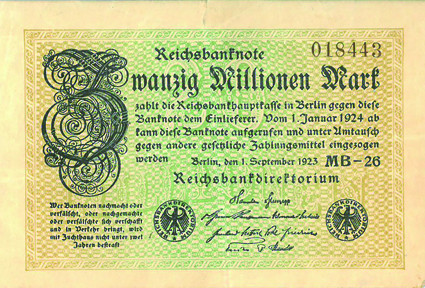 Reichsbanknote
018443
Zwanzig Millionen Mark
zahlt die Reichsbankhauptkasse in Berlin gegen diese
Banknote dem Einlieferer. Vom 1. Januar 1924 ab
kann diese Banknote aufgerufen und unter Umtausch
gegen andere gesetzliche Zahlungsmittel eingezogen
werden
Berlin, den 1. September 1923
MB-26
Reichsbankdirektorium
Wer Banknoten nachmacht oder
verfälscht, oder nachgemachte
oder verfälschte sich verschafft
und in Verkehr bringt, wird
mit Zuchthaus nicht unter zwei
Jahren bestraft